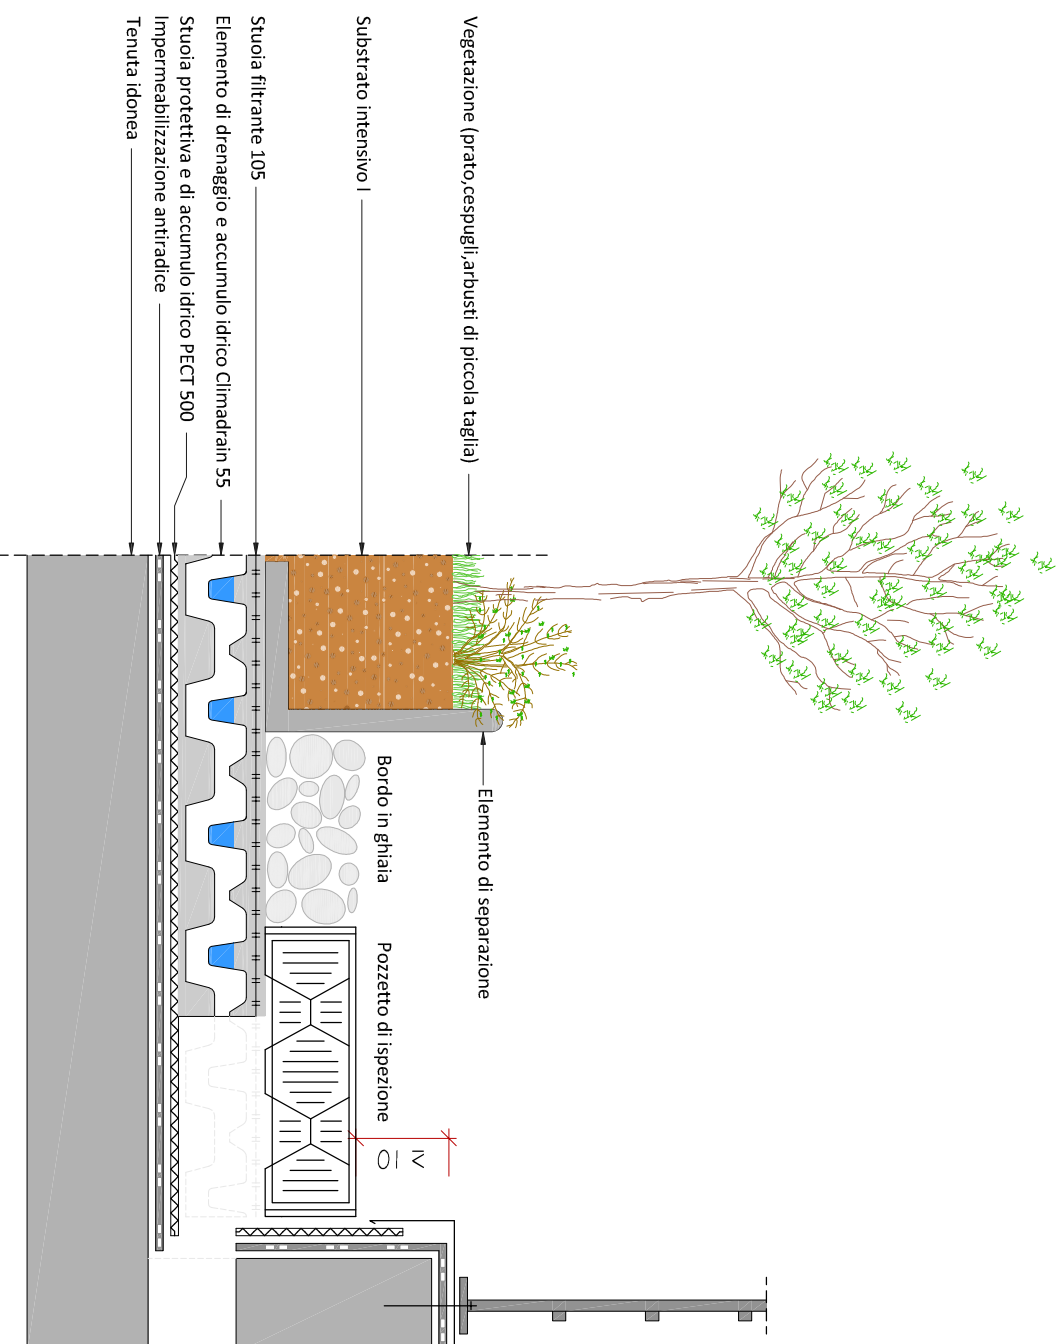 Vegetazione (prato,cespugli,arbusti di piccola taglia)
Substrato intensivo I
Stuoia filtrante 105
Elemento di drenaggio e accumulo idrico Climadrain 55
Stuoia protettiva e di accumulo idrico PECT 500
Impermeabilizzazione antiradice
Tenuta idonea
Elemento di separazione
Bordo in ghiaia
Pozzetto di ispezione
≥ 10